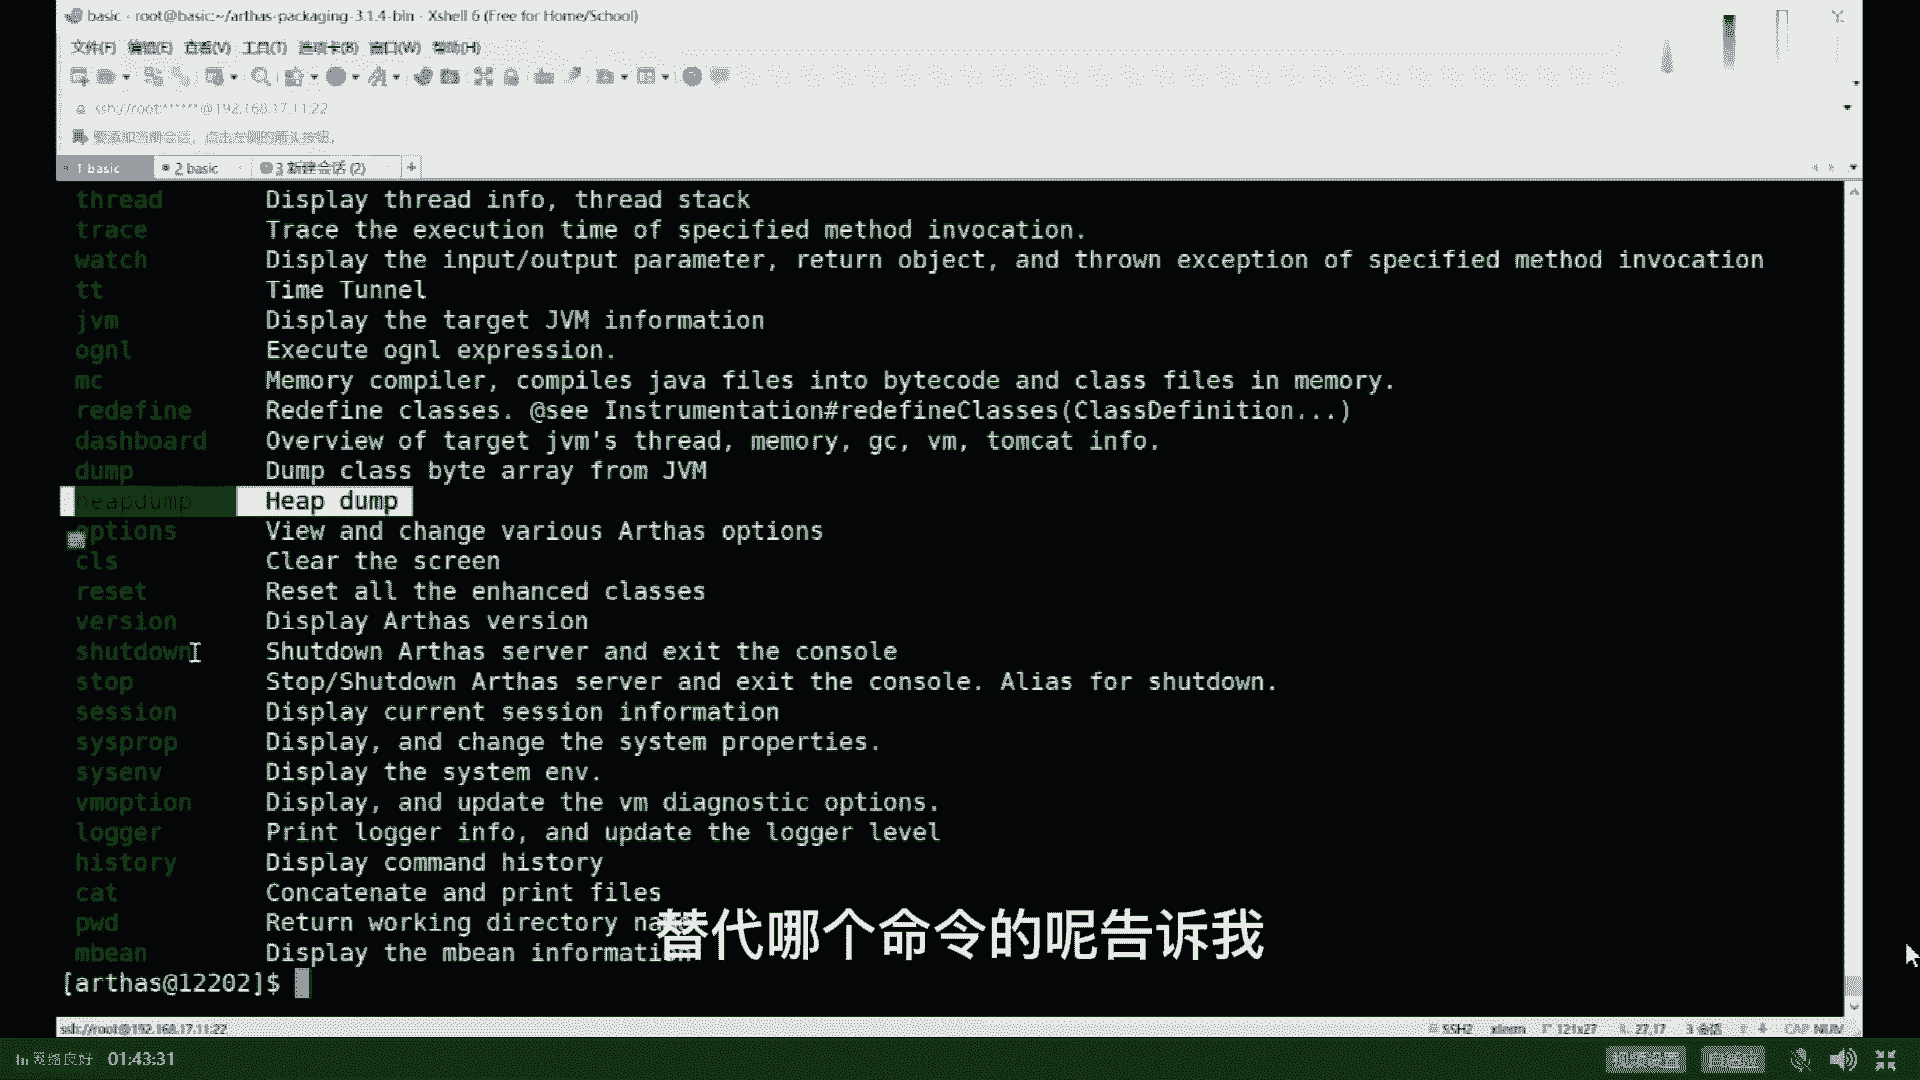 basic - root@basic:~/arthas-packaging-3.1.4-bin - Xshell 6 (Free for Home/School)
文件(F) 编辑(E) 查看(V) 工具(T) 选项卡(B) 窗口(W) 帮助(H)
ssh://root:******@192.168.17.11:22
要添加当前会话，点击左侧的箭头按钮。
1 basic 2 basic 3 新建会话 (2) +
thread Display thread info, thread stack
trace Trace the execution time of specified method invocation.
watch Display the input/output parameter, return object, and thrown exception of specified method invocation
tt Time Tunnel
jvm Display the target JVM information
ognl Execute ognl expression.
mc Memory compiler, compiles java files into bytecode and class files in memory.
redefine Redefine classes. @see Instrumentation#redefineClasses(ClassDefinition...)
dashboard Overview of target jvm's thread, memory, gc, vm, tomcat info.
dump Dump class byte array from JVM
heapdump Heap dump
options View and change various Arthas options
cls Clear the screen
reset Reset all the enhanced classes
version Display Arthas version
shutdown Shutdown Arthas server and exit the console
stop Stop/Shutdown Arthas server and exit the console. Alias for shutdown.
session Display current session information
sysprop Display, and change the system properties.
sysenv Display the system env.
vmoption Display, and update the vm diagnostic options.
logger Print logger info, and update the logger level
history Display command history
cat Concatenate and print files
pwd Return working directory name
mbean Display the mbean information
替代哪个命令的呢告诉我
[arthas@12202]$
ssh://root@192.168.17.11:22 SSH2 xterm 121x27 27,17 3 会话 CAP NUM
网络良好 01:43:31 视频设置 自适应